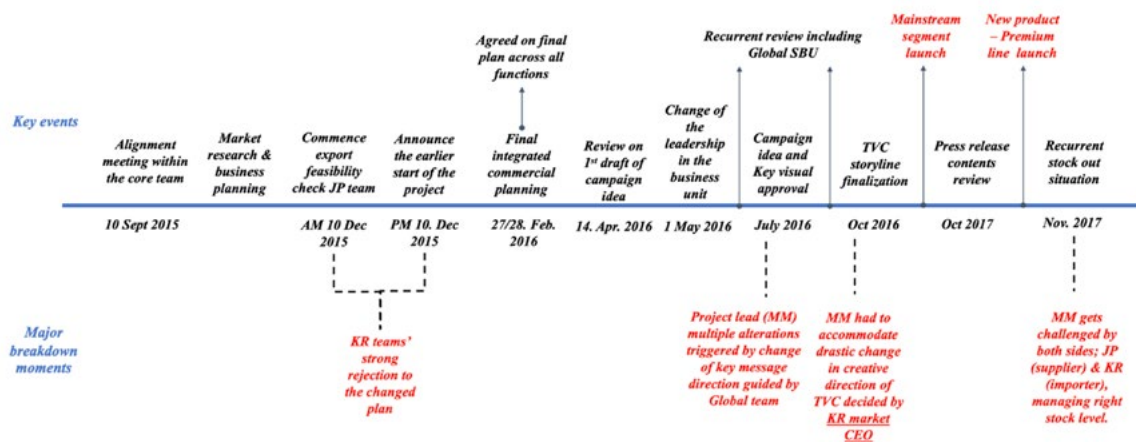 Mainstream
segment
launch
New product
– Premium
line launch
Agreed on final
plan across all
functions
Recurrent review including
Global SBU
Key events
Alignment
meeting within
the core team
Market
research &
business
planning
Commence
export
feasibility
check JP team
Announce
the earlier
start of the
project
Final
integrated
commercial
planning
Review on
1st draft of
campaign
idea
Change of
the
leadership
in the
business
unit
Campaign
idea and
Key visual
approval
TVC
storyline
finalization
Press release
contents
review
Recurrent
stock out
situation
10 Sept 2015
AM 10 Dec
2015
PM 10. Dec
2015
27/28. Feb.
2016
14. Apr. 2016
1 May 2016
July 2016
Oct 2016
Oct 2017
Nov. 2017
Major
breakdown
moments
KR teams'
strong
rejection to
the changed
plan
Project lead (MM)
multiple alterations
triggered by change
of key message
direction guided by
Global team
MM had to
accommodate
drastic change
in creative
direction of
TVC decided by
KR market
CEO
MM gets
challenged by
both sides; JP
(supplier) & KR
(importer),
managing right
stock level.